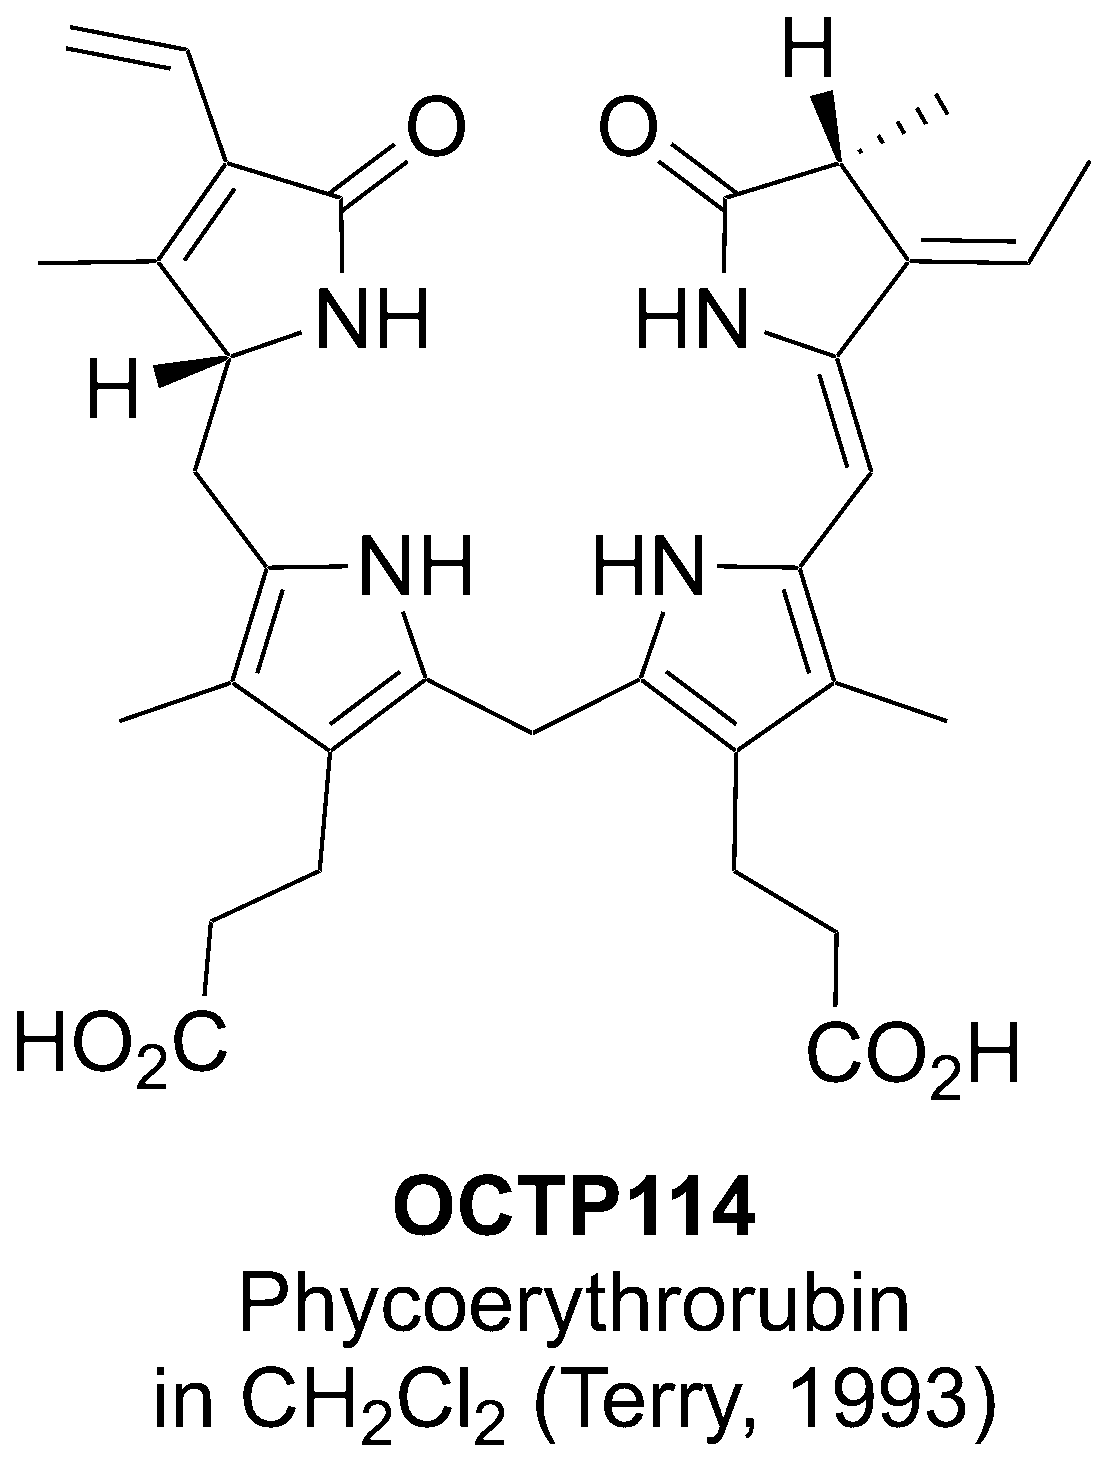 H
O O
NH HN
H
NH HN
HO₂C CO₂H
OCTP114
Phycoerythrorubin
in CH₂Cl₂ (Terry, 1993)